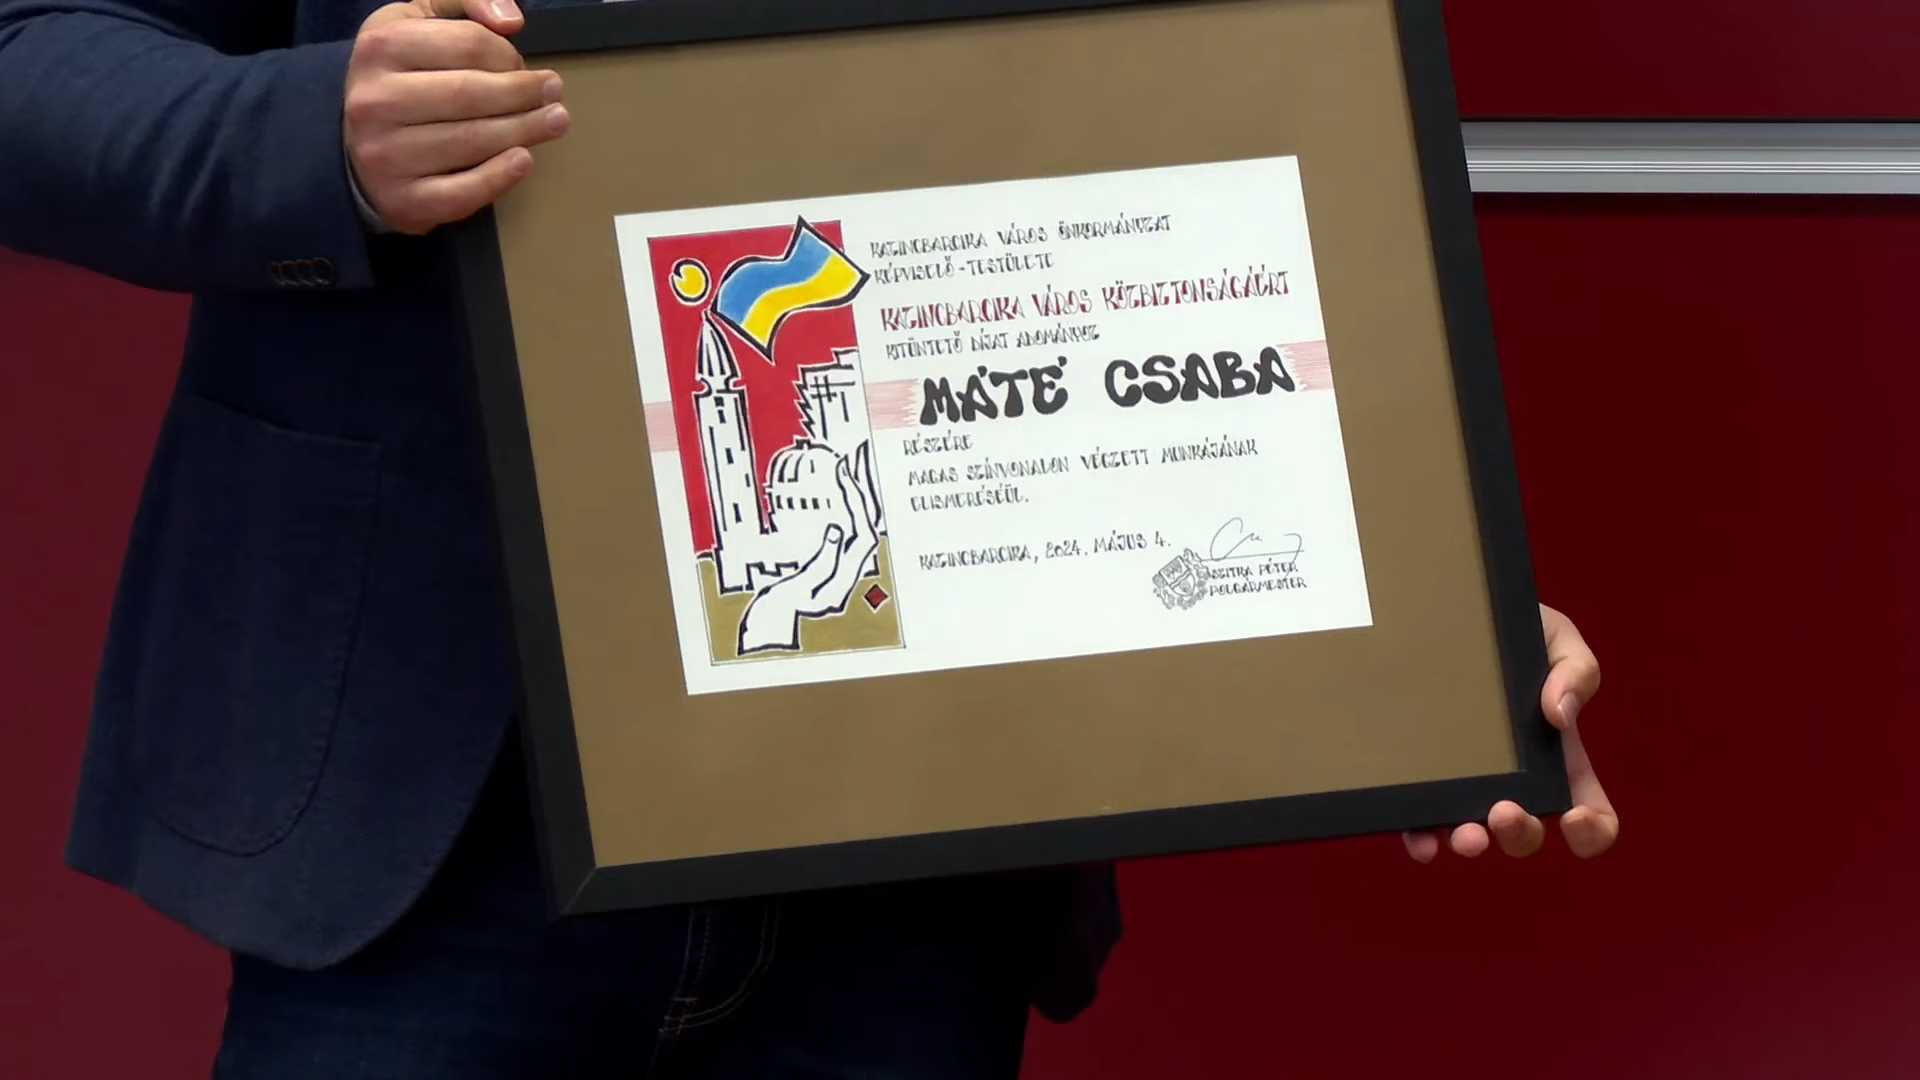 KAZINCBARCIKA VÁROS ÖNKORMÁNYZAT
KÉPVISELŐ-TESTÜLETE
KAZINCBARCIKA VÁROS KÖZBIZTONSÁGÁÉRT
KITÜNTETŐ DÍJAT ADOMÁNYOZ
MÁTÉ CSABA
RÉSZÉRE
MAGAS SZÍNVONALON VÉGZETT MUNKÁJÁNAK
ELISMERÉSÉÜL.
KAZINCBARCIKA, 2024. MÁJUS 4.
SZITKA PÉTER
POLGÁRMESTER